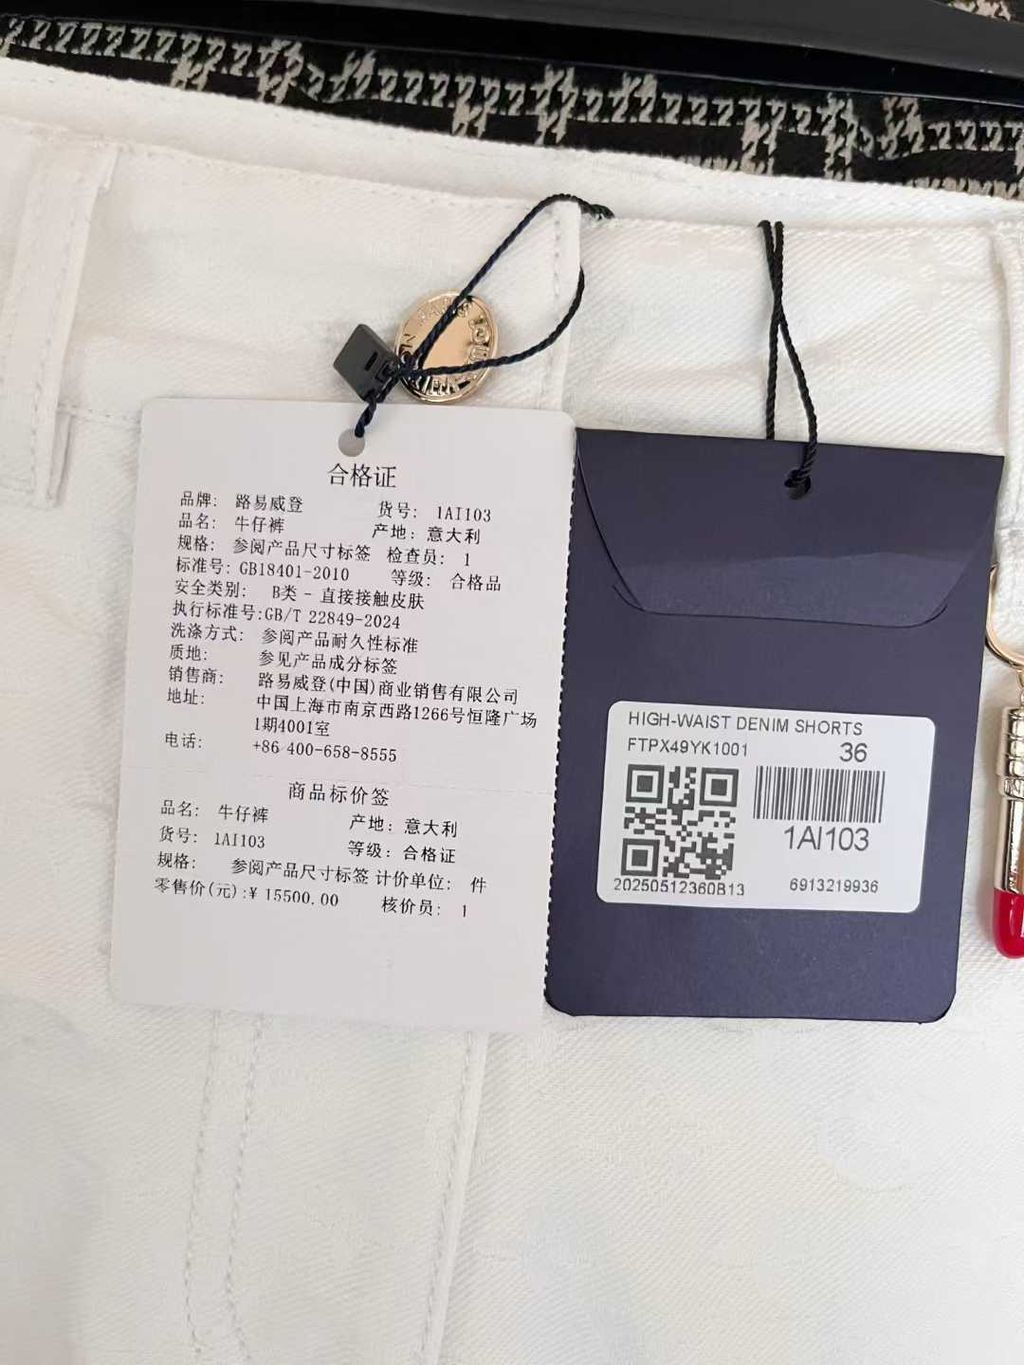 合格证
品牌: 路易威登 货号: 1AI103
品名: 牛仔裤 产地: 意大利
规格: 参阅产品尺寸标签 检查员: 1
标准号: GB18401-2010 等级: 合格品
安全类别: B类 - 直接接触皮肤
执行标准号:GB/T 22849-2024
洗涤方式: 参阅产品耐久性标准
质地: 参见产品成分标签
销售商: 路易威登(中国)商业销售有限公司
地址: 中国上海市南京西路1266号恒隆广场
1期4001室
电话: +86 400-658-8555
商品标价签
品名: 牛仔裤 产地: 意大利
货号: 1AI103 等级: 合格证
规格: 参阅产品尺寸标签 计价单位: 件
零售价(元):¥ 15500.00 核价员: 1
HIGH-WAIST DENIM SHORTS
FTPX49YK1001 36
1AI103
20250512360B13 6913219936